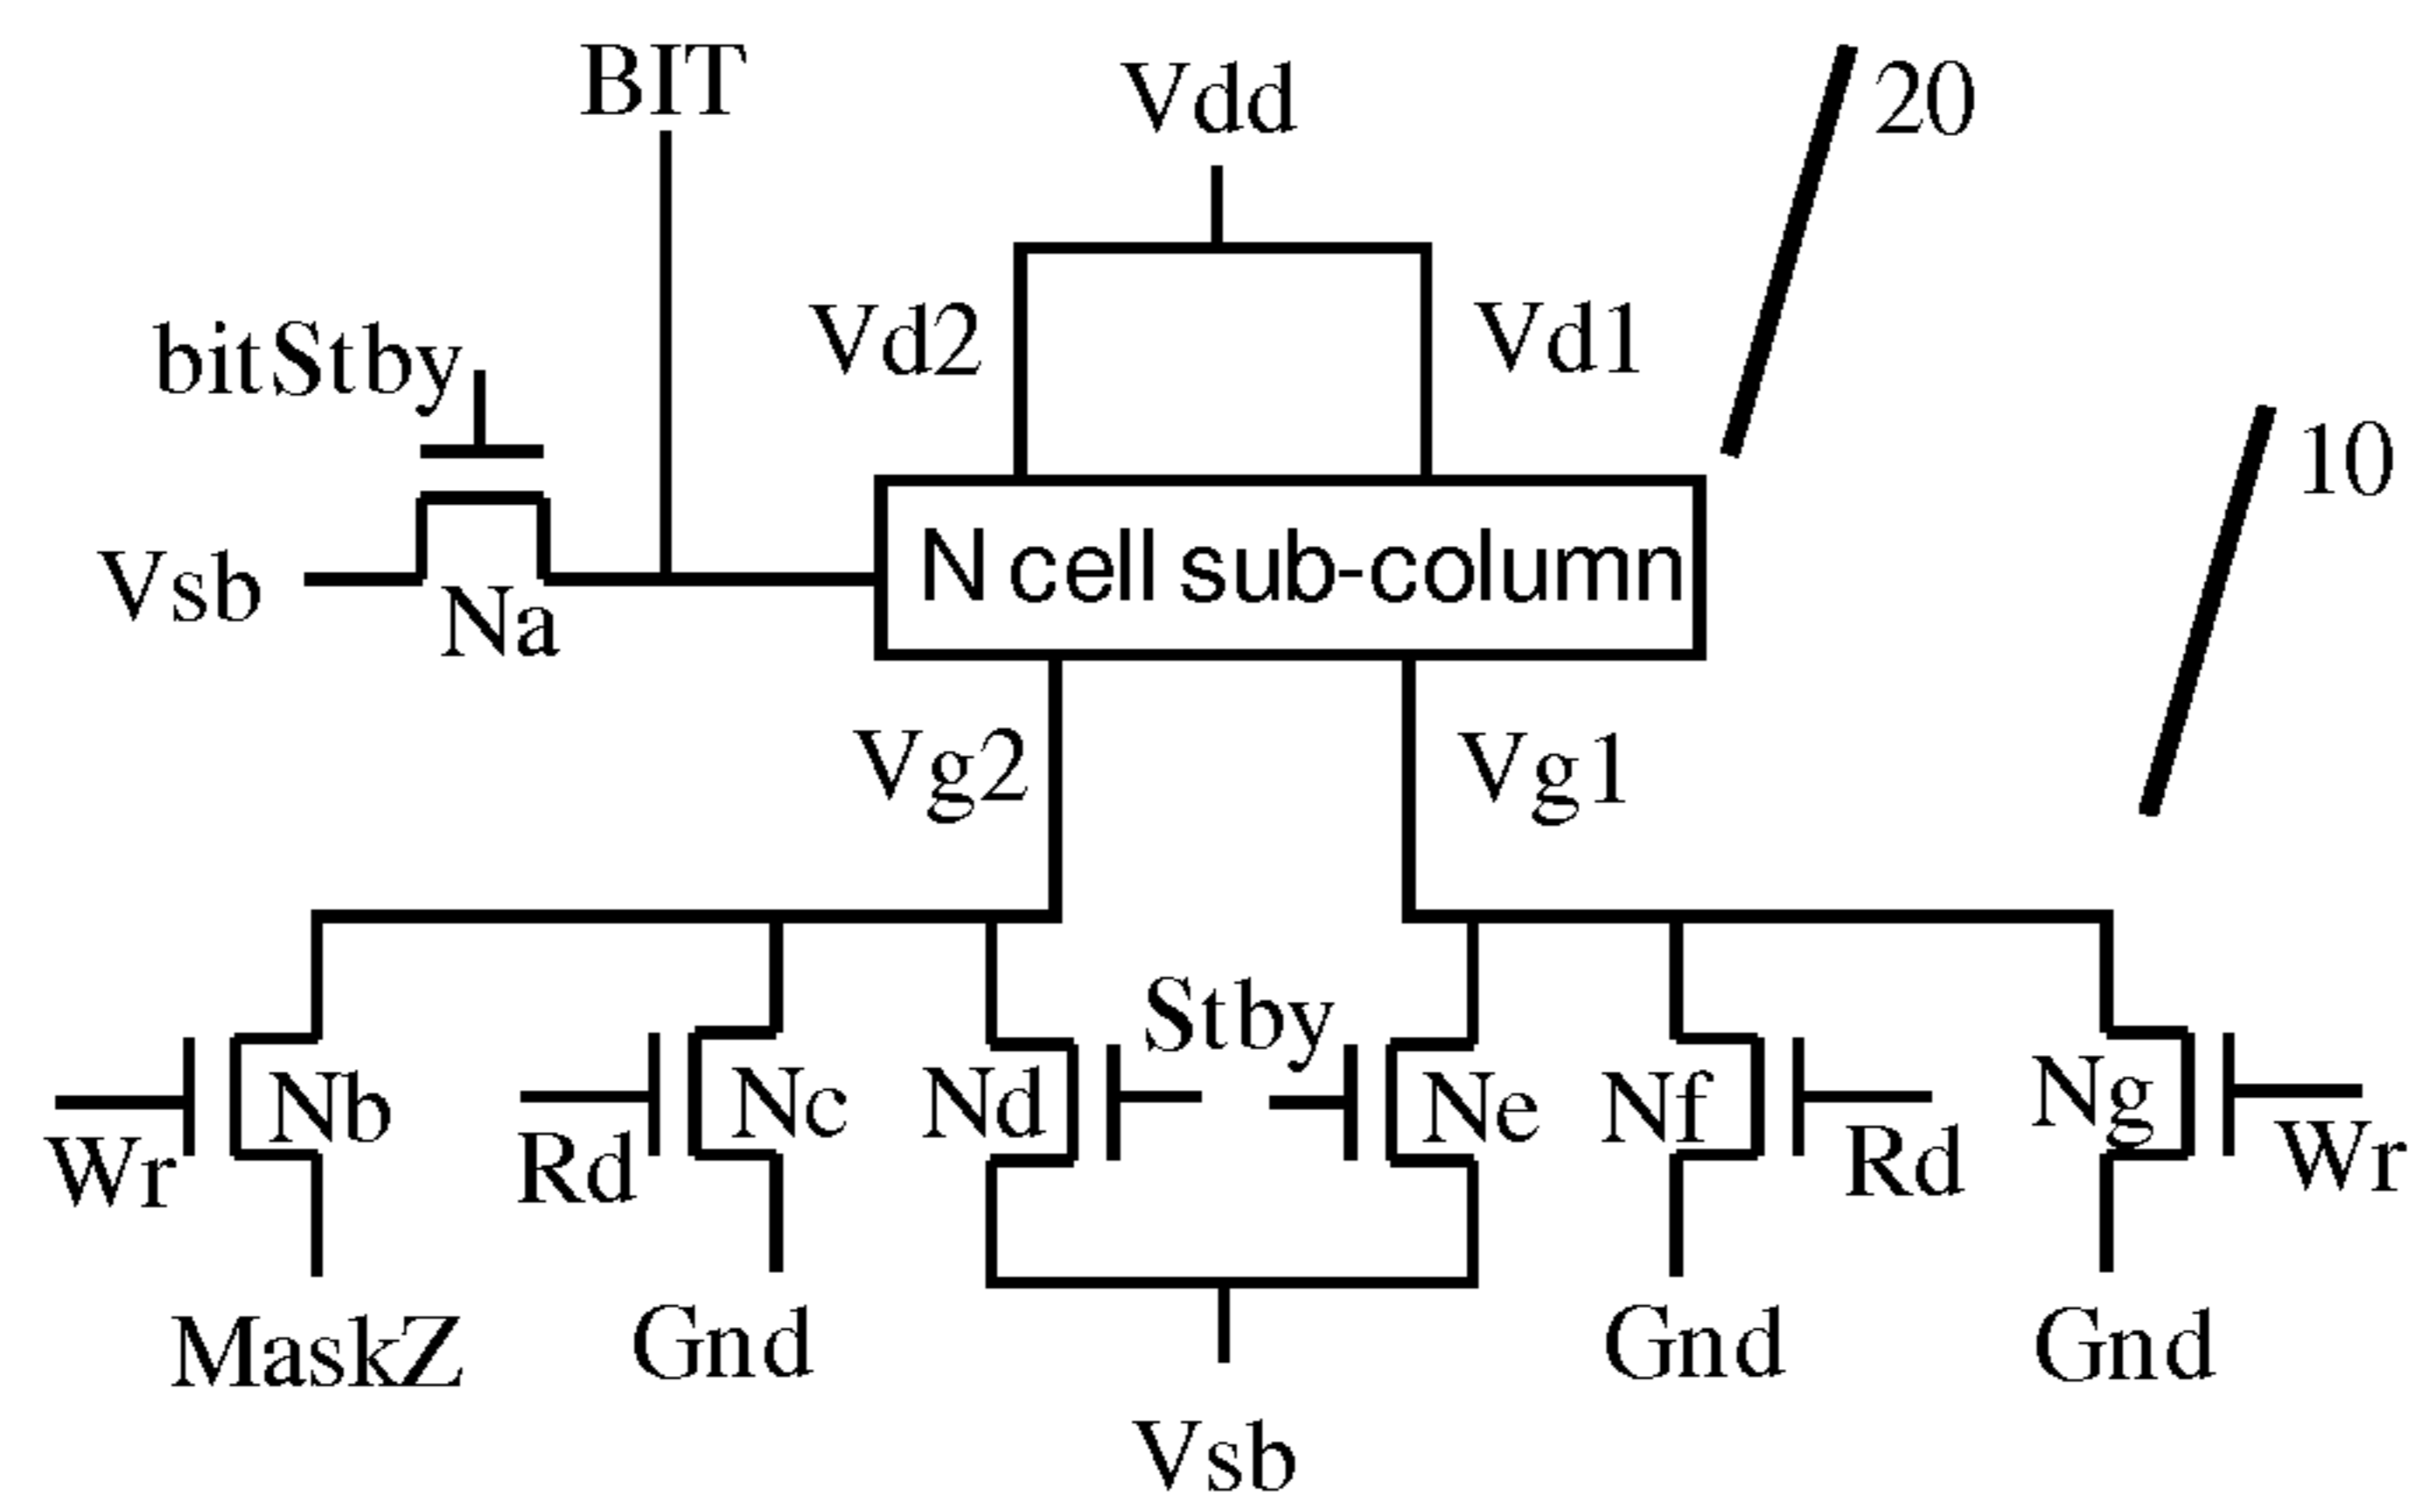 BIT
Vdd
20
Vd2
Vd1
bitStby
10
Vsb
Na
N cell sub-column
Vg2
Vg1
Stby
Nb
Nc
Nd
Ne
Nf
Ng
Wr
Rd
Rd
Wr
MaskZ
Gnd
Gnd
Gnd
Vsb